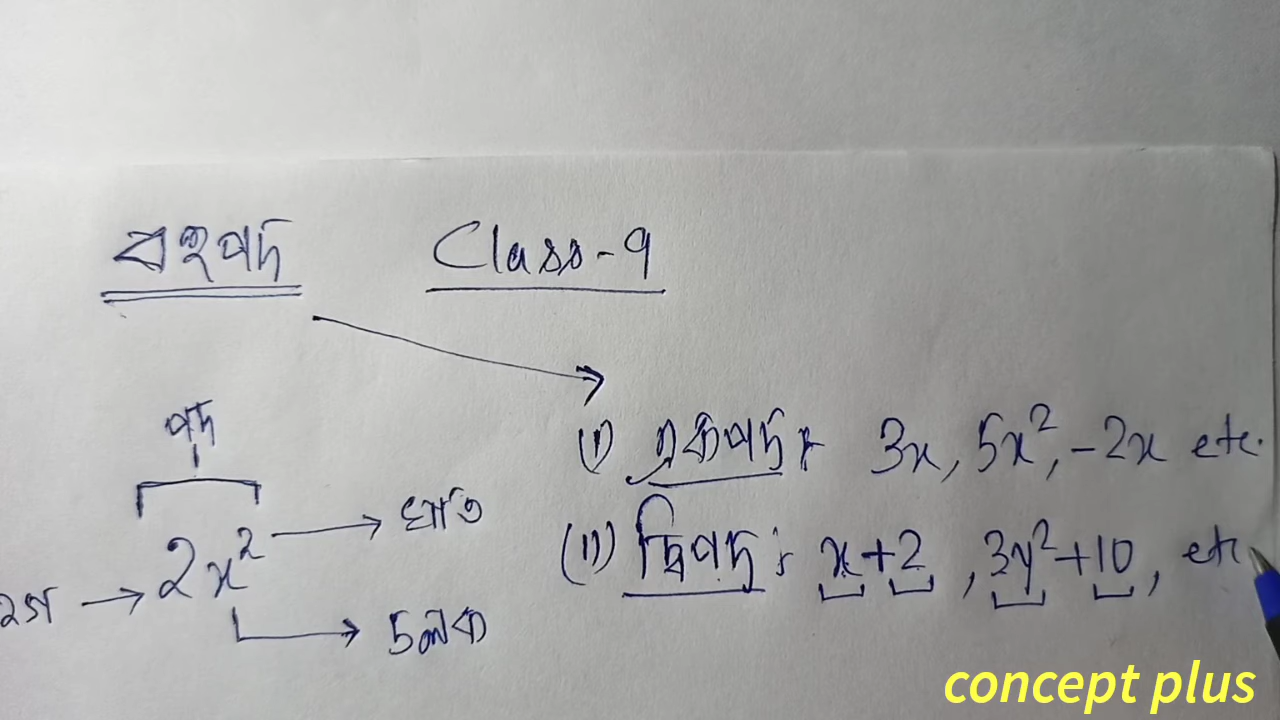 বহুপদ Class-9
পদ
2x² → ঘাত
সহগ →
চলক
(i) একপদ : 3x, 5x², -2x etc.
(ii) দ্বিপদ : x+2, 3y²+10, etc
concept plus